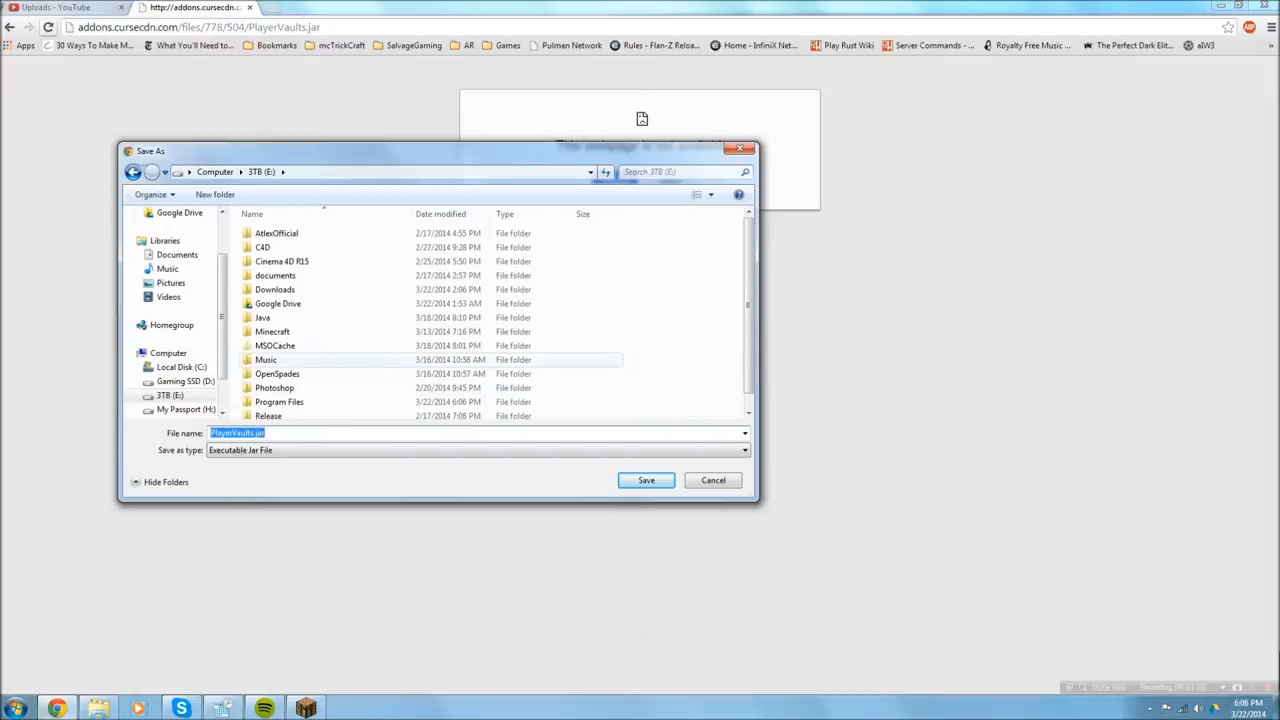 Uploads - YouTube
http://addons.cursecdn.com
addons.cursecdn.com/files/778/504/PlayerVaults.jar
ABP
Apps
30 Ways To Make M...
What You'll Need to...
Bookmarks
mcTrickCraft
SalvageGaming
AR
Games
Pulman Network
Rules - Flan-Z Reloa...
Home - InfiniX Net...
Play Rust Wiki
Server Commands - ...
Royalty Free Music ...
The Perfect Dark Elit...
aIW3
Save As
Computer
3TB (E:)
Search 3TB (E:)
Organize
New folder
Name
Date modified
Type
Size
Google Drive
Libraries
Documents
Music
Pictures
Videos
Homegroup
Computer
Local Disk (C:)
Gaming SSD (D:)
3TB (E:)
My Passport (H:)
AtlexOfficial 2/17/2014 4:55 PM File folder
C4D 2/27/2014 9:28 PM File folder
Cinema 4D R15 2/25/2014 5:50 PM File folder
documents 2/17/2014 2:57 PM File folder
Downloads 3/22/2014 2:06 PM File folder
Google Drive 3/22/2014 1:53 AM File folder
Java 3/18/2014 8:10 PM File folder
Minecraft 3/13/2014 7:16 PM File folder
MSOCache 3/18/2014 8:01 PM File folder
Music 3/16/2014 10:58 AM File folder
OpenSpades 3/16/2014 10:57 AM File folder
Photoshop 2/20/2014 9:45 PM File folder
Program Files 3/22/2014 6:06 PM File folder
Release 2/17/2014 7:08 PM File folder
File name: PlayerVaults.jar
Save as type: Executable Jar File
Hide Folders
Save
Cancel
6:06 PM
3/22/2014